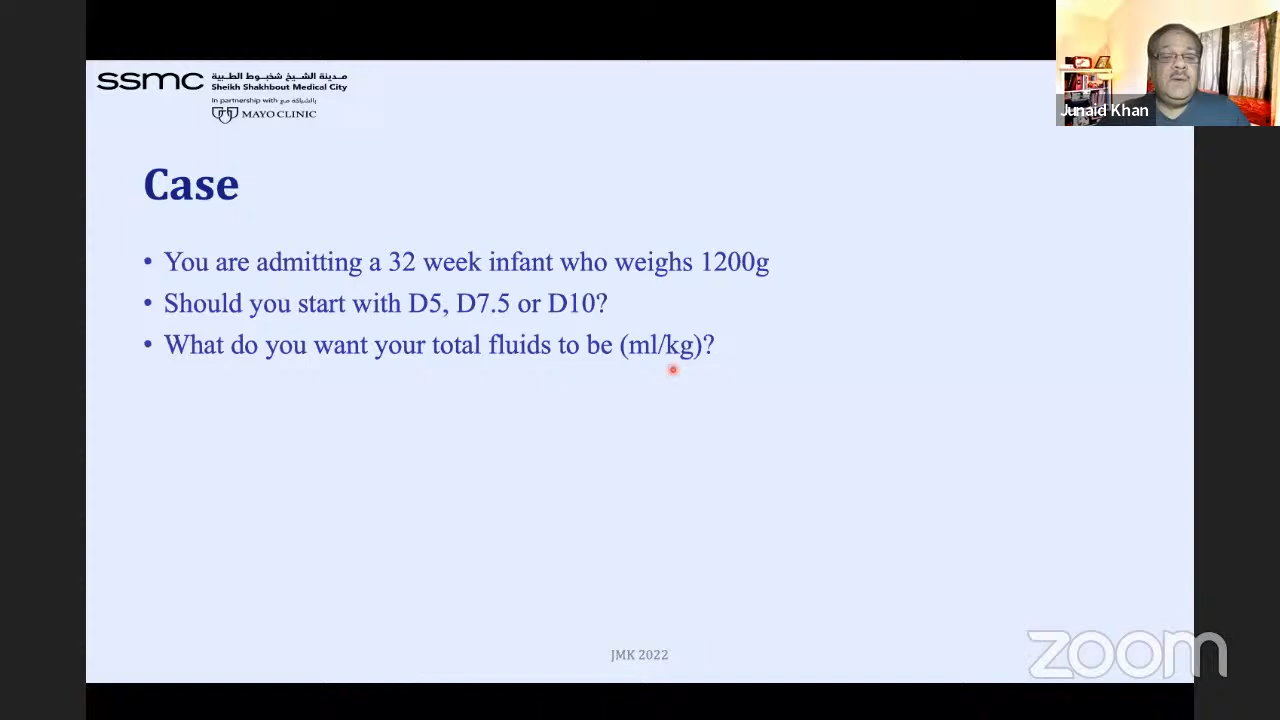 ssmc
مدينة الشيخ شخبوط الطبية
Sheikh Shakhbout Medical City
In partnership with بالشراكة مع
MAYO CLINIC
Junaid Khan
Case
• You are admitting a 32 week infant who weighs 1200g
• Should you start with D5, D7.5 or D10?
• What do you want your total fluids to be (ml/kg)?
JMK 2022
zoom